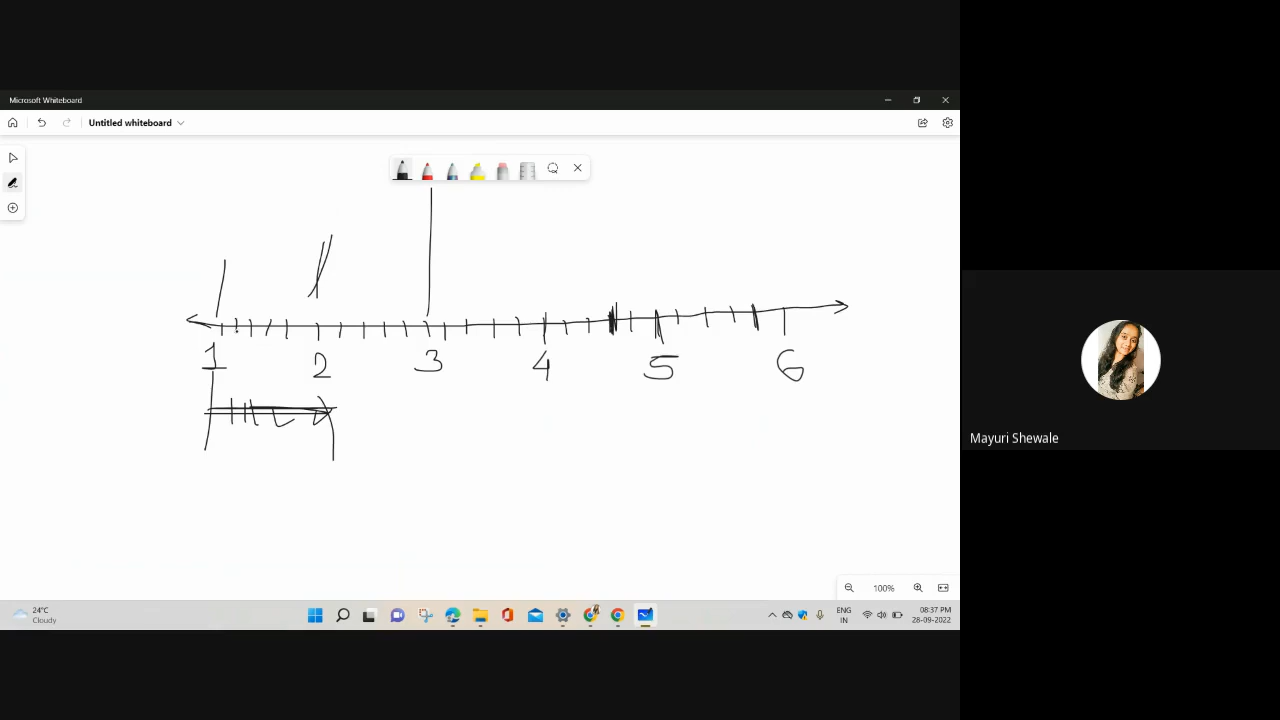 Microsoft Whiteboard
Untitled whiteboard
1 2 3 4 5 6
Mayuri Shewale
100%
24°C
Cloudy
ENG
IN
08:37 PM
28-09-2022